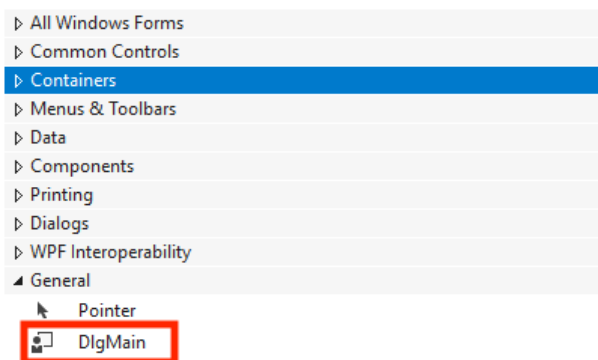 All Windows Forms
Common Controls
Containers
Menus & Toolbars
Data
Components
Printing
Dialogs
WPF Interoperability
General
Pointer
DlgMain